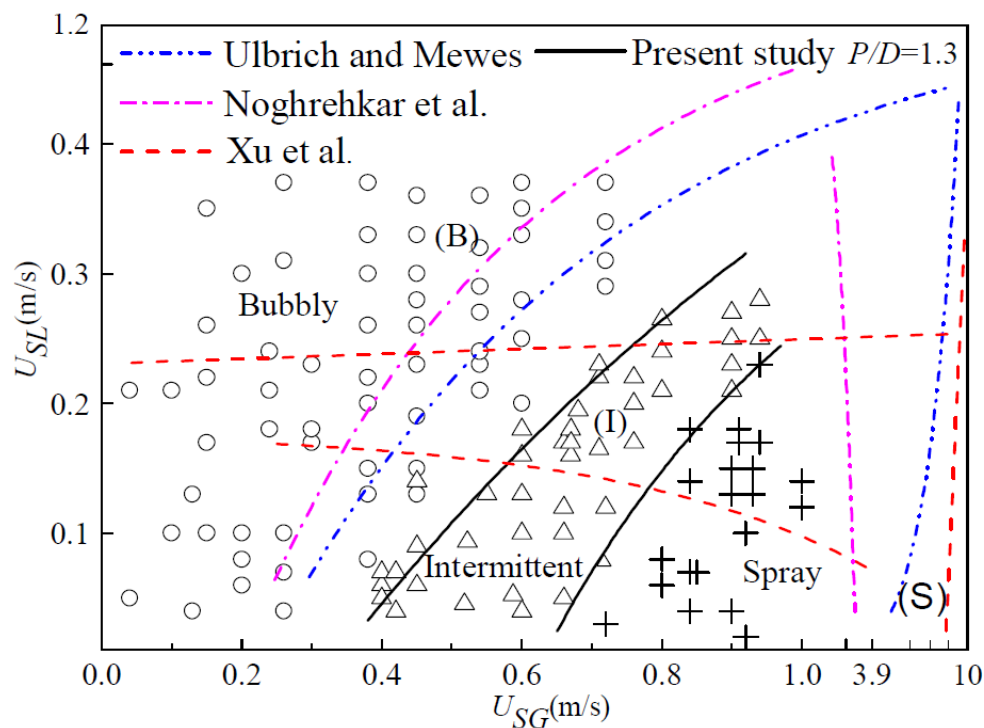 1.2
Ulbrich and Mewes
Present study P/D=1.3
Noghrehkar et al.
0.4
Xu et al.
(B)
0.3
Bubbly
U_SL(m/s)
0.2
(I)
0.1
Intermittent
Spray
(S)
0.0 0.2 0.4 0.6 0.8 1.0 3.9 10
U_SG(m/s)